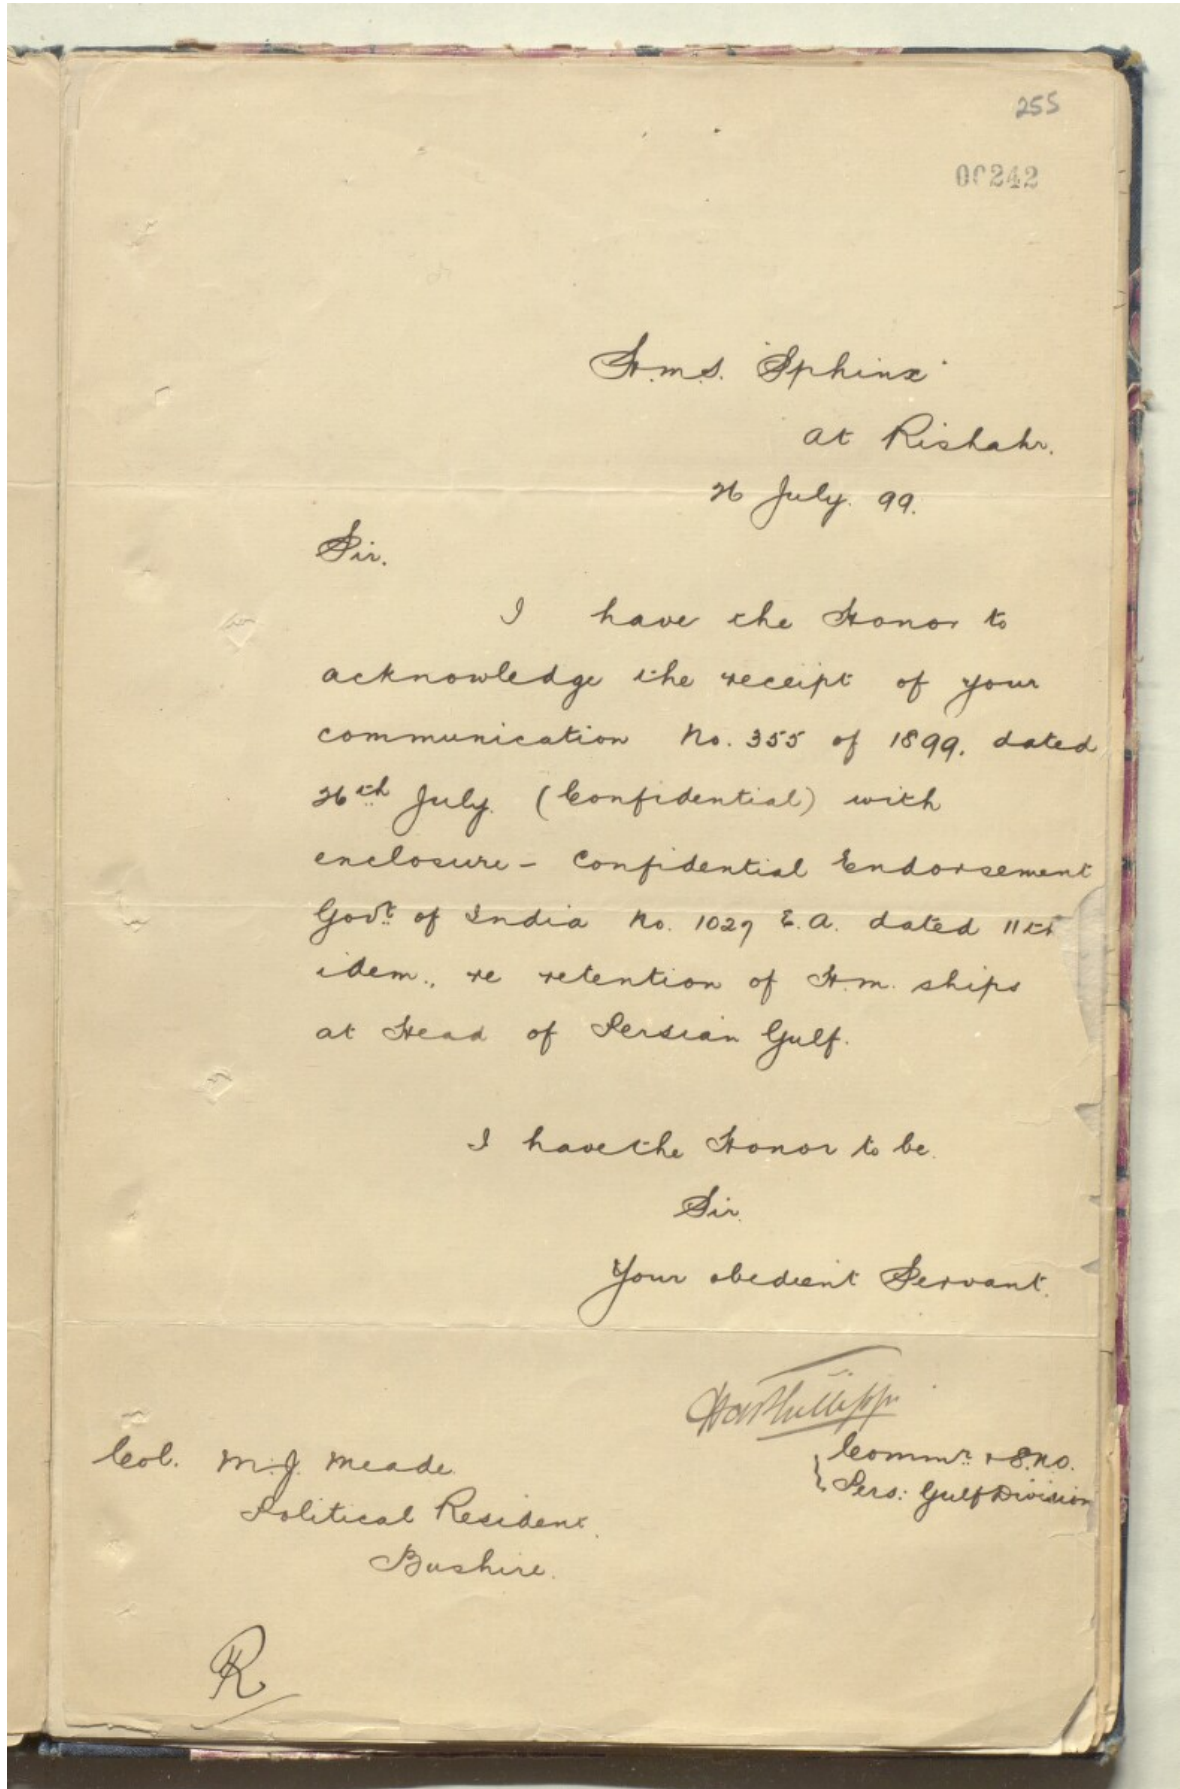 255
00242
H.M.S. "Sphinx"
at Rishahr.
26 July. 99.
Sir.
I have the Honor to
acknowledge the receipt of your
communication No. 355 of 1899. dated
26th July. (Confidential) with
enclosure - Confidential Endorsement
Govt. of India No. 1027 E.A. dated 11th
idem., re retention of H.M. ships
at Head of Persian Gulf.
I have the Honor to be.
Sir.
Your obedient Servant.
Commr. & S.N.O.
Pers: Gulf Division
Col. M.J. Meade.
Political Resident.
Bushire.
R